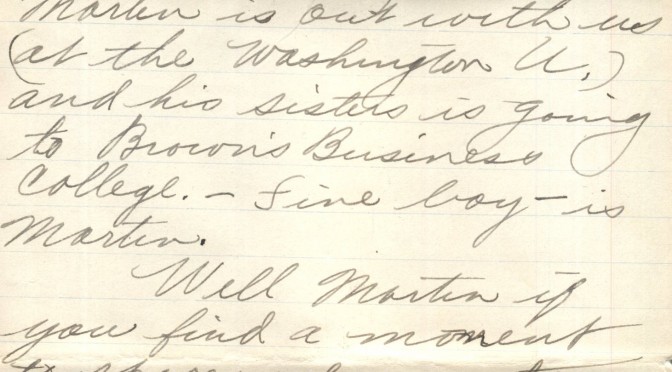 Martin is out with us
(at the Washington U.)
and his sisters is going
to Brown's Business
College. – Fine boy – is
Martin.
Well Martin if
you find a moment
to